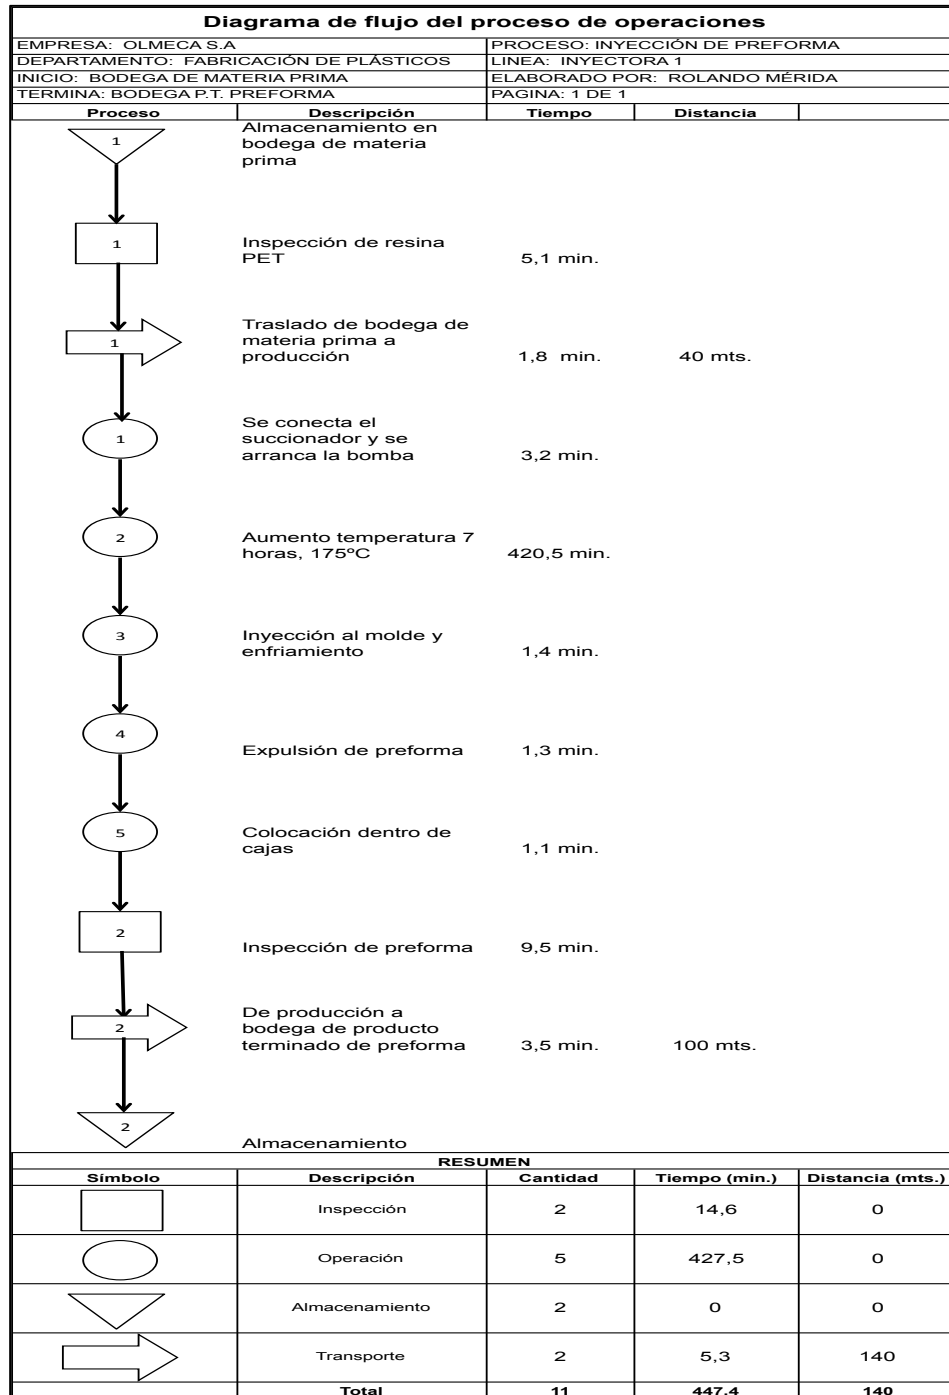 Diagrama de flujo del proceso de operaciones
EMPRESA: OLMECA S.A
PROCESO: INYECCIÓN DE PREFORMA
DEPARTAMENTO: FABRICACIÓN DE PLÁSTICOS
LINEA: INYECTORA 1
INICIO: BODEGA DE MATERIA PRIMA
ELABORADO POR: ROLANDO MÉRIDA
TERMINA: BODEGA P.T. PREFORMA
PAGINA: 1 DE 1
Proceso Descripción Tiempo Distancia
1
Almacenamiento en
bodega de materia
prima
1
Inspección de resina
PET 5,1 min.
1
Traslado de bodega de
materia prima a
producción 1,8 min. 40 mts.
1
Se conecta el
succionador y se
arranca la bomba 3,2 min.
2
Aumento temperatura 7
horas, 175ºC 420,5 min.
3
Inyección al molde y
enfriamiento 1,4 min.
4
Expulsión de preforma 1,3 min.
5
Colocación dentro de
cajas 1,1 min.
2
Inspección de preforma 9,5 min.
2
De producción a
bodega de producto
terminado de preforma 3,5 min. 100 mts.
2
Almacenamiento
RESUMEN
Símbolo Descripción Cantidad Tiempo (min.) Distancia (mts.)
Inspección 2 14,6 0
Operación 5 427,5 0
Almacenamiento 2 0 0
Transporte 2 5,3 140
Total 11 447,4 140